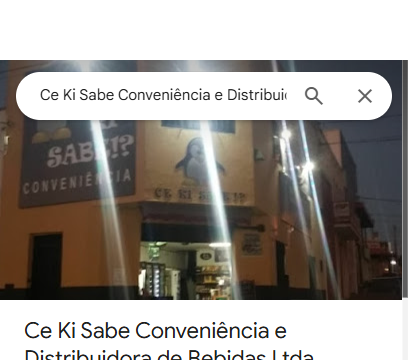 Ce Ki Sabe Conveniência e Distribui
SABE!?
CONVENIÊNCIA
CE KI SABE!?
Ce Ki Sabe Conveniência e
Distribuidora de Bebidas Ltda